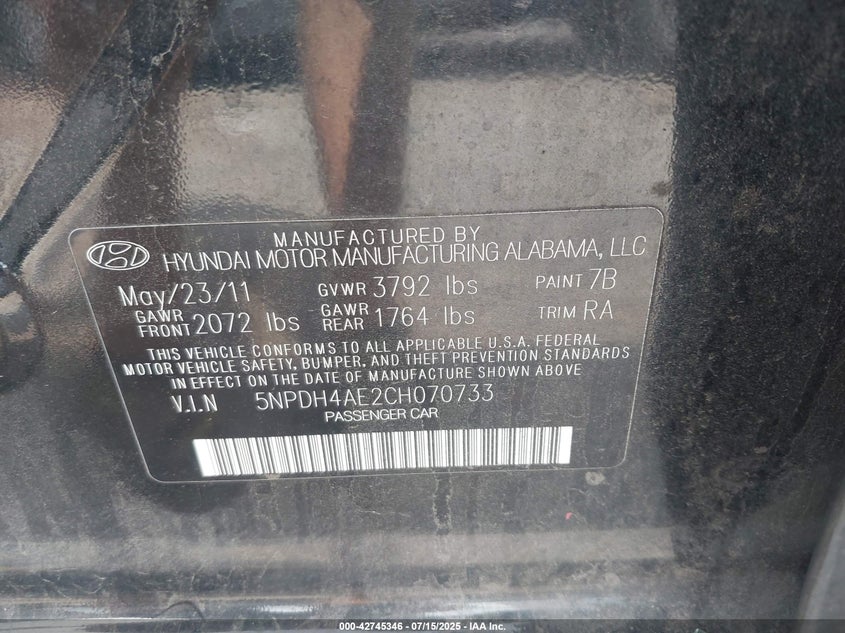 MANUFACTURED BY
HYUNDAI MOTOR MANUFACTURING ALABAMA, LLC
May/23/11 GVWR 3792 lbs PAINT 7B
GAWR FRONT 2072 lbs GAWR REAR 1764 lbs TRIM RA
THIS VEHICLE CONFORMS TO ALL APPLICABLE U.S.A. FEDERAL
MOTOR VEHICLE SAFETY, BUMPER, AND THEFT PREVENTION STANDARDS
IN EFFECT ON THE DATE OF MANUFACTURE SHOWN ABOVE
V.I.N 5NPDH4AE2CH070733
PASSENGER CAR
000-42745346 - 07/15/2025 - IAA Inc.